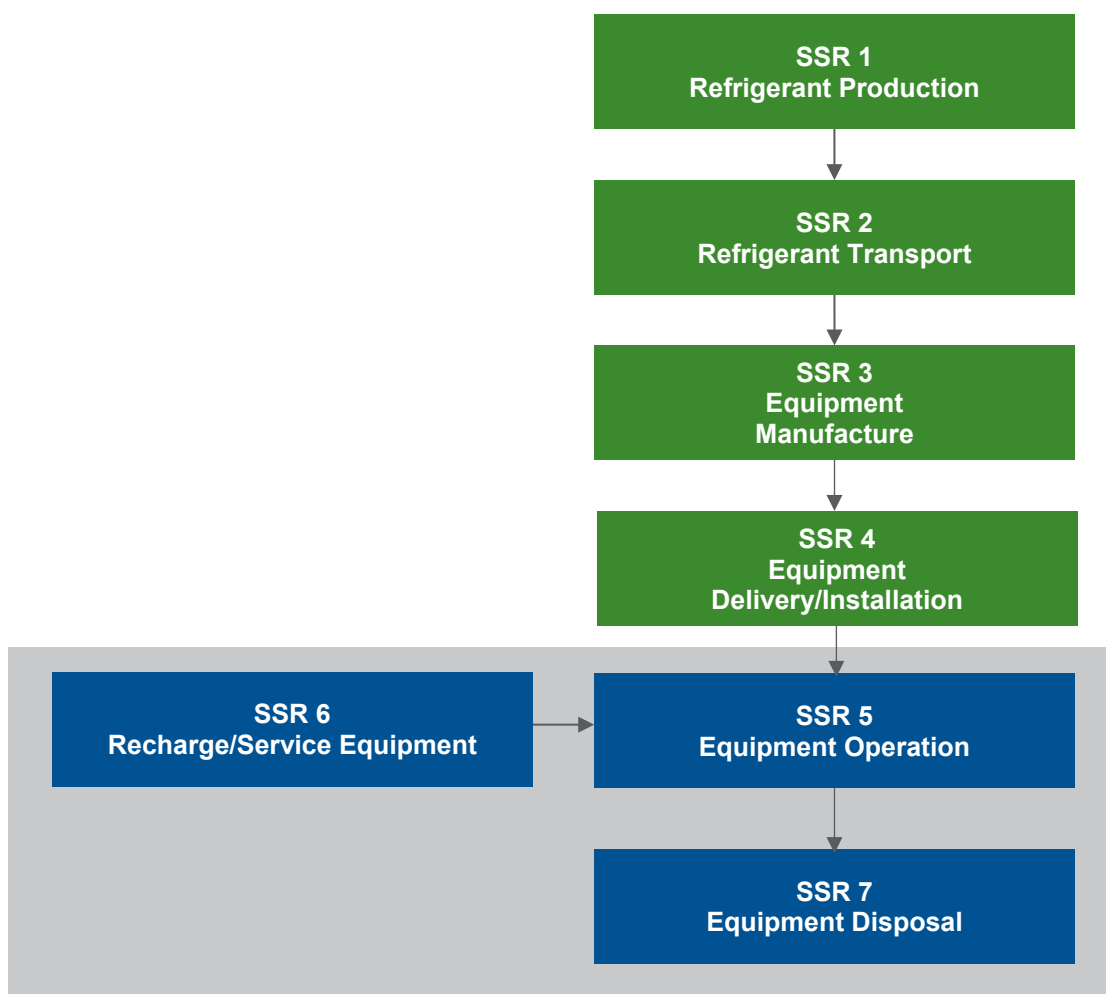 SSR 1
Refrigerant Production
SSR 2
Refrigerant Transport
SSR 3
Equipment
Manufacture
SSR 4
Equipment
Delivery/Installation
SSR 6
Recharge/Service Equipment
SSR 5
Equipment Operation
SSR 7
Equipment Disposal